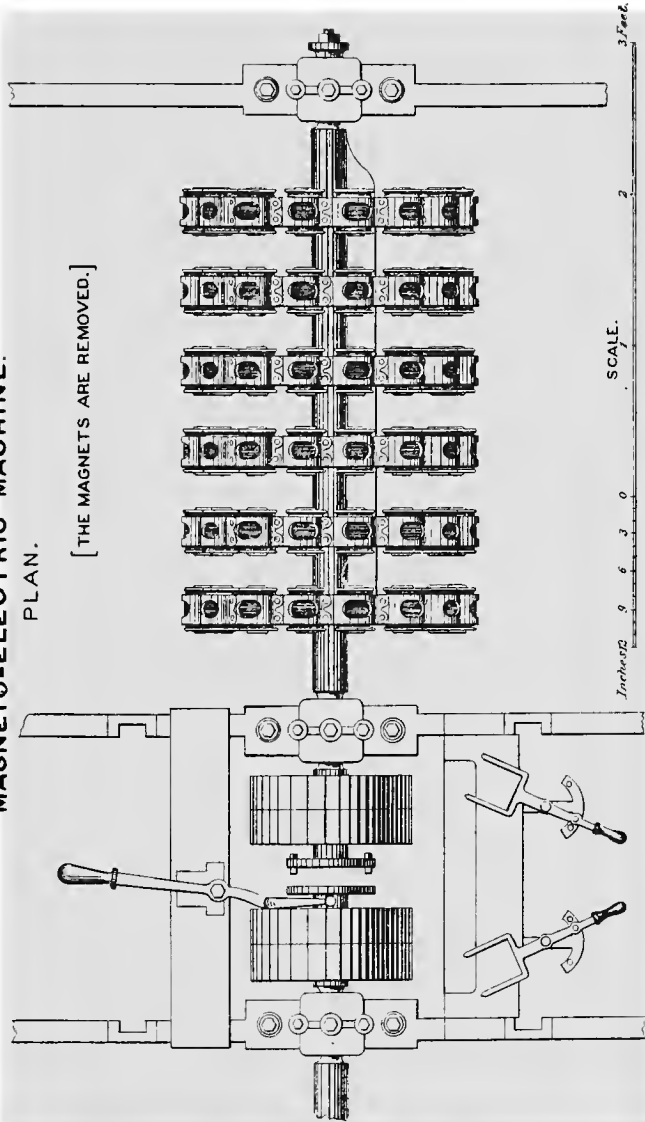 MAGNETO-ELECTRIC MACHINE.
PLAN.
[THE MAGNETS ARE REMOVED.]
SCALE.
Inches 12 9 6 3 0 1 2 3 Feet.